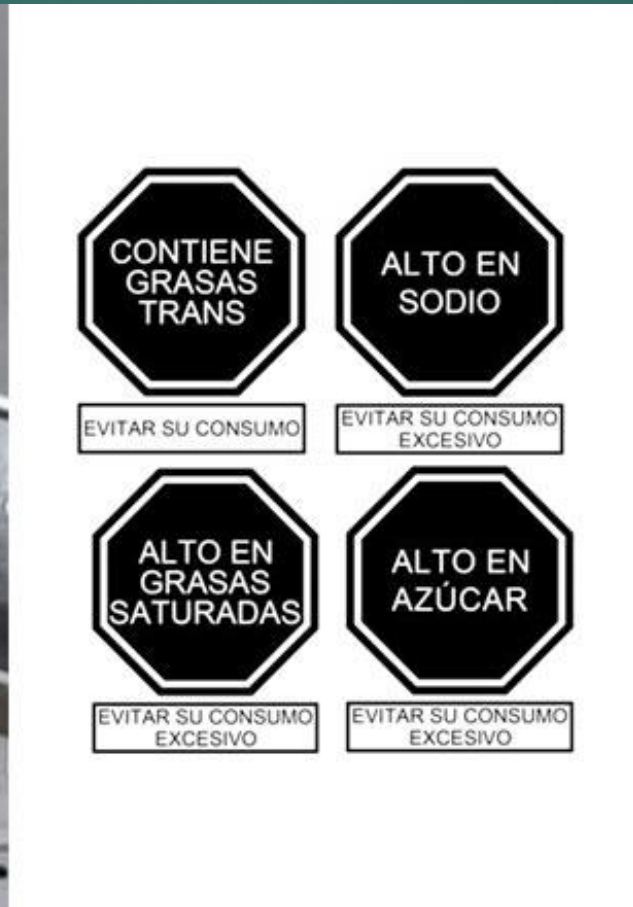 CONTIENE
GRASAS
TRANS
EVITAR SU CONSUMO
ALTO EN
SODIO
EVITAR SU CONSUMO
EXCESIVO
ALTO EN
GRASAS
SATURADAS
EVITAR SU CONSUMO
EXCESIVO
ALTO EN
AZÚCAR
EVITAR SU CONSUMO
EXCESIVO